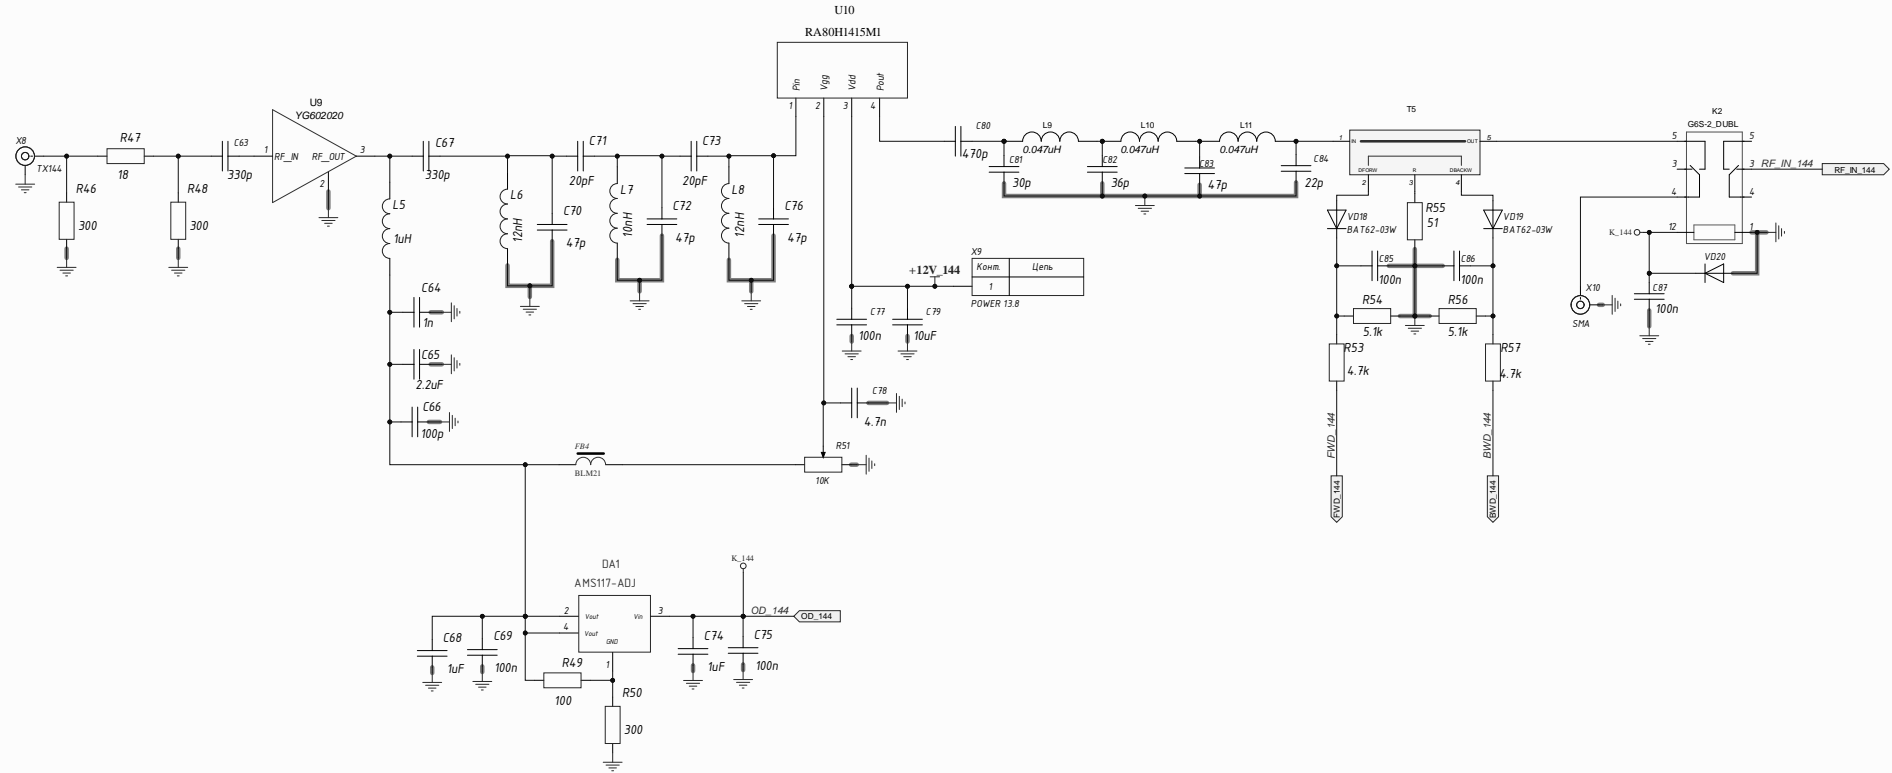 U10
RA80H1415M1
Pin
Vgg
Vdd
Pout
1
2
3
4
X8
TX144
R46
300
R47
18
R48
300
C63
330p
U9
YG602020
1
RF_IN
RF_OUT
3
2
C67
330p
L5
1uH
C64
1n
C65
2.2uF
C66
100p
L6
12nH
C70
47p
C71
20pF
L7
10nH
C72
47p
C73
20pF
L8
12nH
C76
47p
+12V_144
X9
Конт.
Цепь
1
POWER 13.8
C77
100n
C79
10uF
C78
4.7n
R51
10K
FB4
BLM21
C80
470p
L9
0.047uH
L10
0.047uH
L11
0.047uH
C81
30p
C82
36p
C83
47p
C84
22p
T5
1
IN
OUT
5
DFORW
R
DBACKW
2
3
4
VD18
BAT62-03W
R55
51
VD19
BAT62-03W
C85
100n
C86
100n
R54
5.1k
R56
5.1k
R53
4.7k
R57
4.7k
FWD_144
FWD_144
BWD_144
BWD_144
K2
G6S-2_DUBL
5
5
3
3
4
4
RF_IN_144
RF_IN_144
K_144
12
1
VD20
C87
100n
X10
SMA
DA1
AMS117-ADJ
2
Vout
Vin
3
4
Vout
GND
1
K_144
OD_144
OD_144
C68
1uF
C69
100n
R49
100
R50
300
C74
1uF
C75
100n